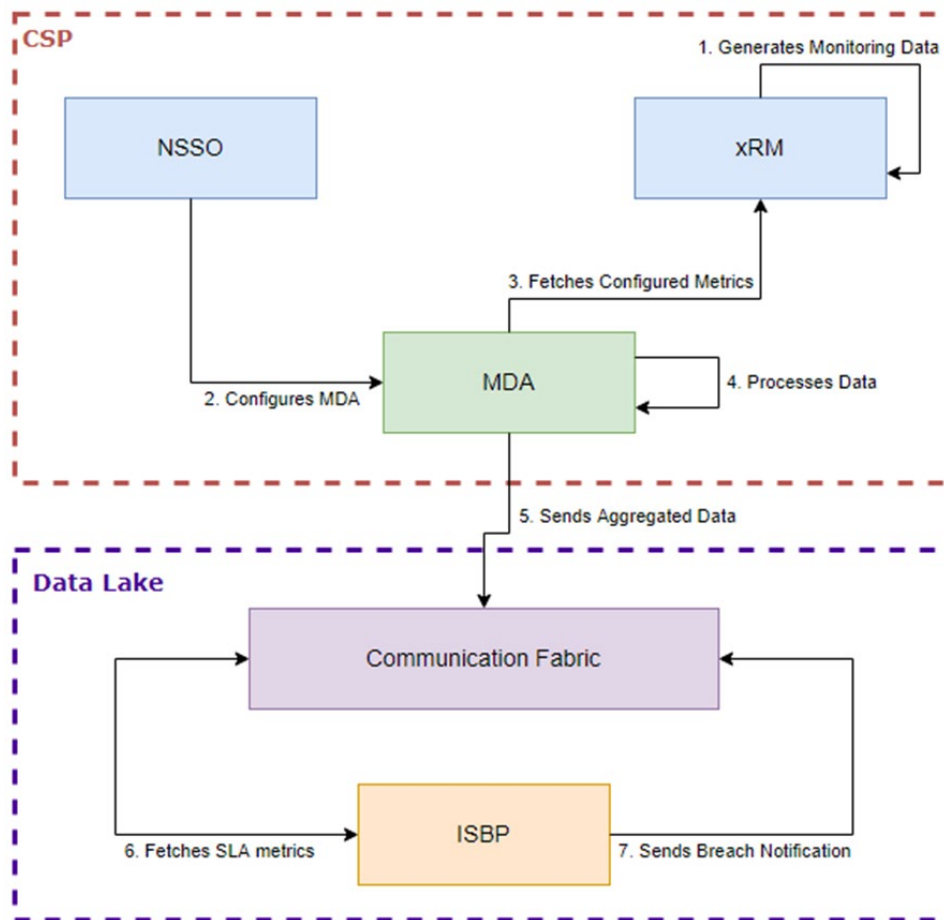 CSP
1. Generates Monitoring Data
NSSO
xRM
3. Fetches Configured Metrics
MDA
4. Processes Data
2. Configures MDA
5. Sends Aggregated Data
Data Lake
Communication Fabric
ISBP
6. Fetches SLA metrics
7. Sends Breach Notification